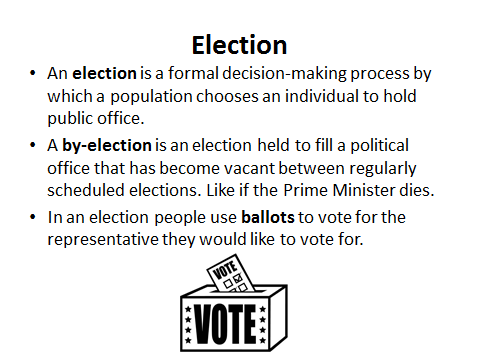 Election
• An election is a formal decision-making process by
which a population chooses an individual to hold
public office.
• A by-election is an election held to fill a political
office that has become vacant between regularly
scheduled elections. Like if the Prime Minister dies.
• In an election people use ballots to vote for the
representative they would like to vote for.
VOTE
VOTE